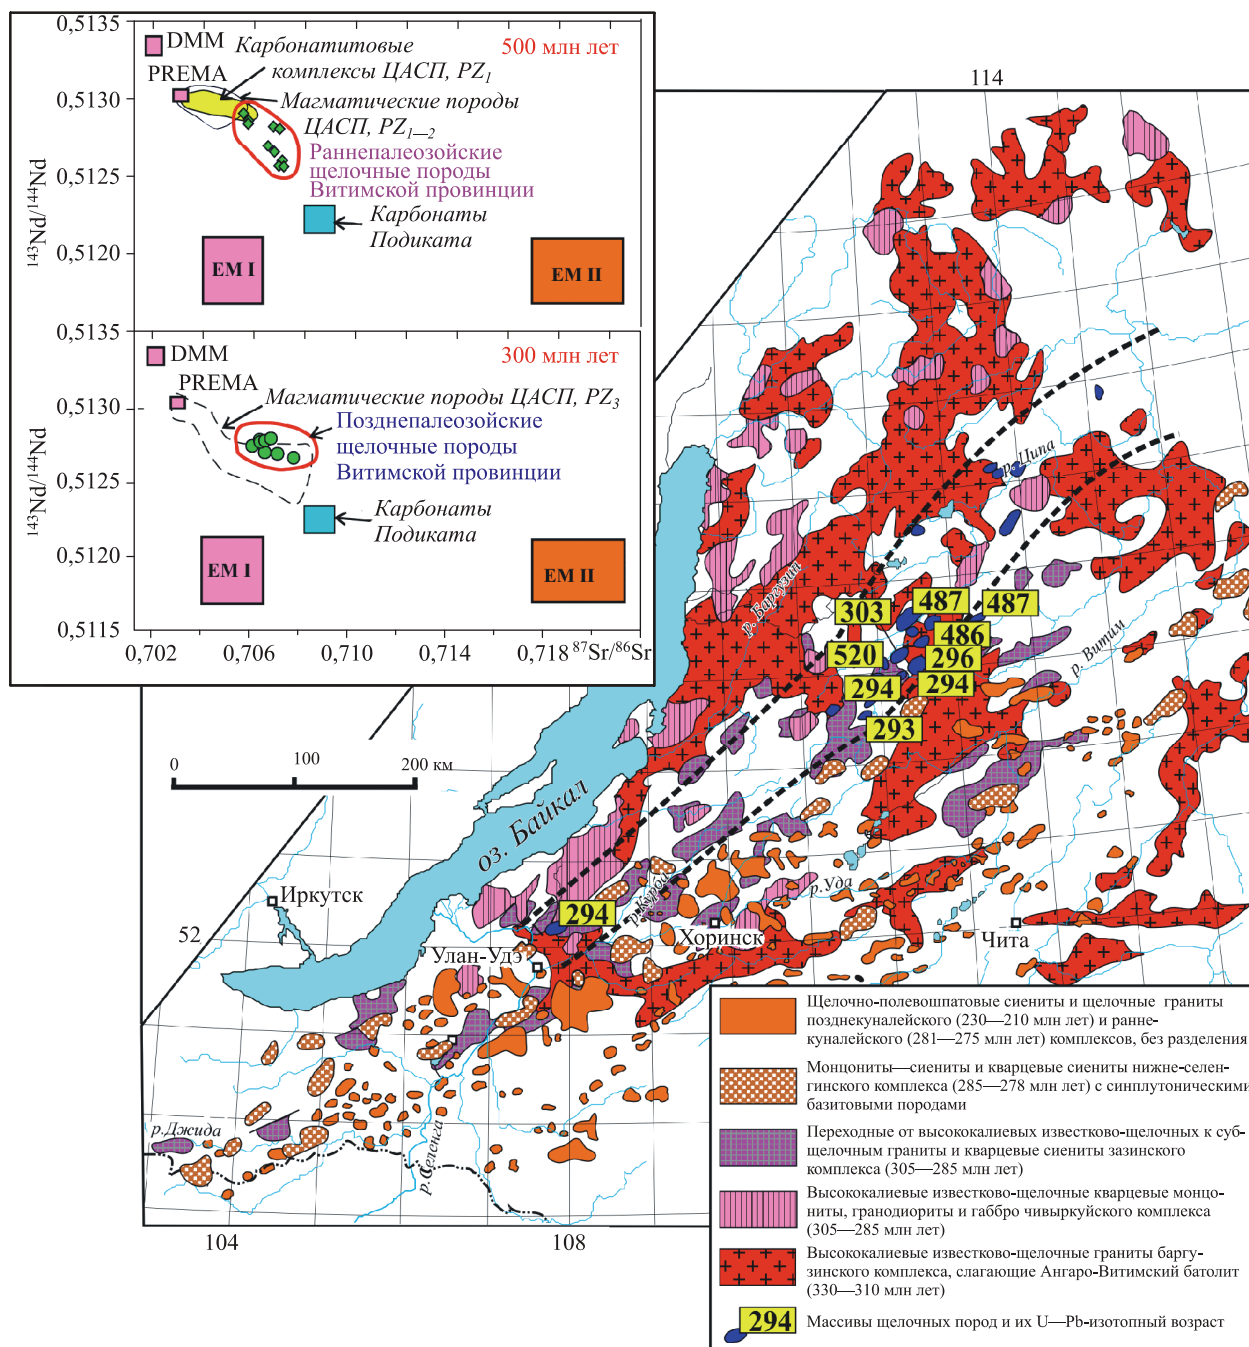 0,5135
DMM
Карбонатитовые
комплексы ЦАСП, PZ1
500 млн лет
PREMA
0,5130
Магматические породы
ЦАСП, PZ1—2
Раннепалеозойские
щелочные породы
Витимской провинции
0,5125
143Nd/144Nd
Карбонаты
Подиката
0,5120
EM I
EM II
0,5135
DMM
300 млн лет
PREMA
Магматические породы ЦАСП, PZ3
0,5130
Позднепалеозойские
щелочные породы
Витимской провинции
0,5125
143Nd/144Nd
Карбонаты
Подиката
0,5120
EM I
EM II
0,5115
0,702
0,706
0,710
0,714
0,718
87Sr/86Sr
114
р. Ципа
р. Баргузин
303
487
487
486
520
296
294
294
293
р. Витим
0
100
200 км
оз. Байкал
Иркутск
52
294
р.Курба
р.Уда
Хоринск
Чита
Улан-Удэ
р.Джида
р.Селенга
104
108
Щелочно-полевошпатовые сиениты и щелочные граниты
позднекуналейского (230—210 млн лет) и ранне-
куналейского (281—275 млн лет) комплексов, без разделения
Монцониты—сиениты и кварцевые сиениты нижне-селен-
гинского комплекса (285—278 млн лет) с синплутоническими
базитовыми породами
Переходные от высококалиевых известково-щелочных к суб-
щелочным граниты и кварцевые сиениты зазинского
комплекса (305—285 млн лет)
Высококалиевые известково-щелочные кварцевые монцо-
ниты, гранодиориты и габбро чивыркуйского комплекса
(305—285 млн лет)
Высококалиевые известково-щелочные граниты баргу-
зинского комплекса, слагающие Ангаро-Витимский батолит
(330—310 млн лет)
294
Массивы щелочных пород и их U—Pb-изотопный возраст